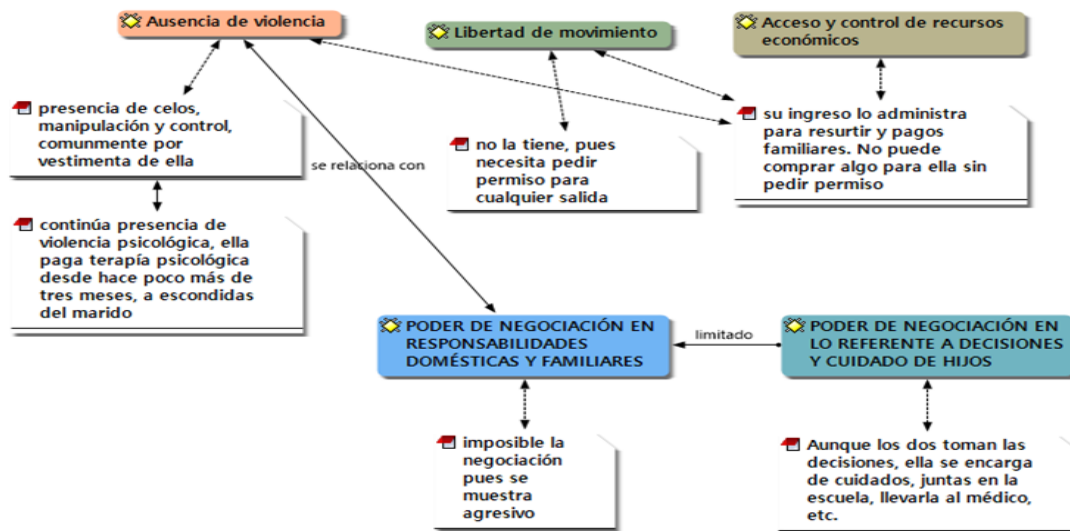 Ausencia de violencia
Libertad de movimiento
Acceso y control de recursos
económicos
presencia de celos,
manipulación y control,
comunmente por
vestimenta de ella
no la tiene, pues
necesita pedir
permiso para
cualquier salida
su ingreso lo administra
para resurtir y pagos
familiares. No puede
comprar algo para ella sin
pedir permiso
se relaciona con
continúa presencia de
violencia psicológica, ella
paga terapía psicológica
desde hace poco más de
tres meses, a escondidas
del marido
PODER DE NEGOCIACIÓN EN
RESPONSABILIDADES
DOMÉSTICAS Y FAMILIARES
limitado
PODER DE NEGOCIACIÓN EN
LO REFERENTE A DECISIONES
Y CUIDADO DE HIJOS
imposible la
negociación
pues se
muestra
agresivo
Aunque los dos toman las
decisiones, ella se encarga
de cuidados, juntas en la
escuela, llevarla al médico,
etc.